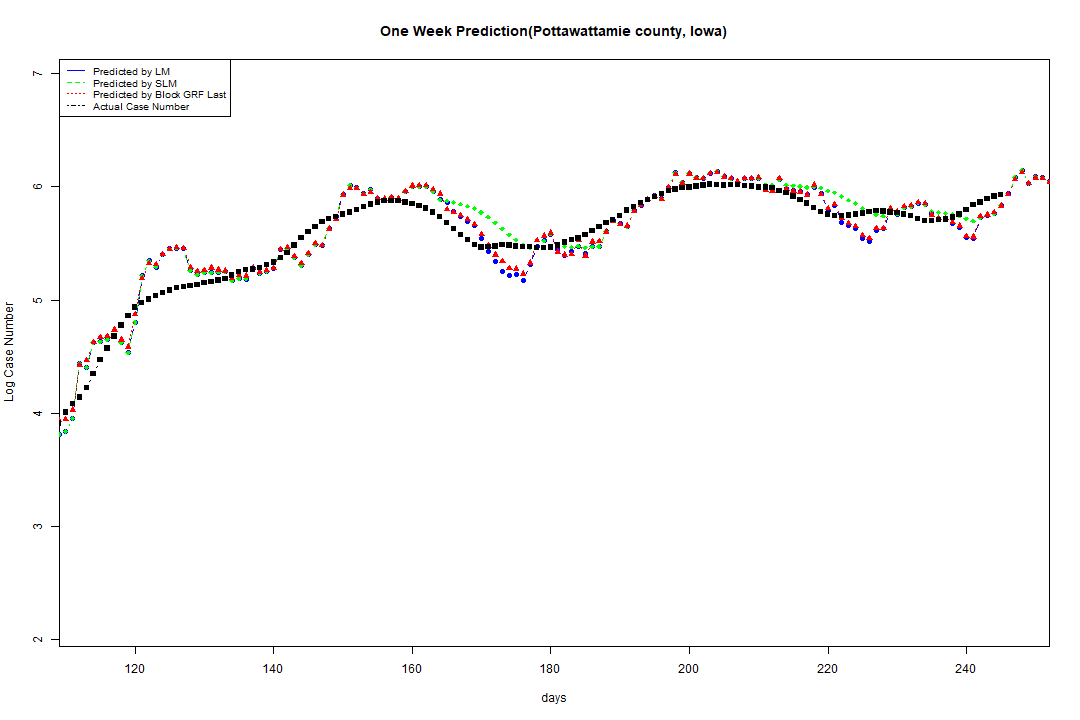 One Week Prediction(Pottawattamie county, Iowa)
Predicted by LM
Predicted by SLM
Predicted by Block GRF Last
Actual Case Number
7
6
5
4
3
2
Log Case Number
120 140 160 180 200 220 240
days